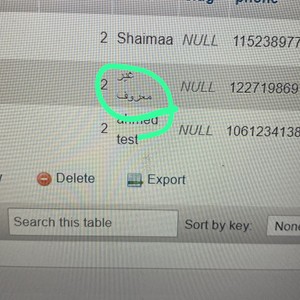 2 Shaimaa NULL 115238977
2 غير معروف NULL 122719869
2 ahmed test NULL 1061234138
Delete Export
Search this table Sort by key: Non